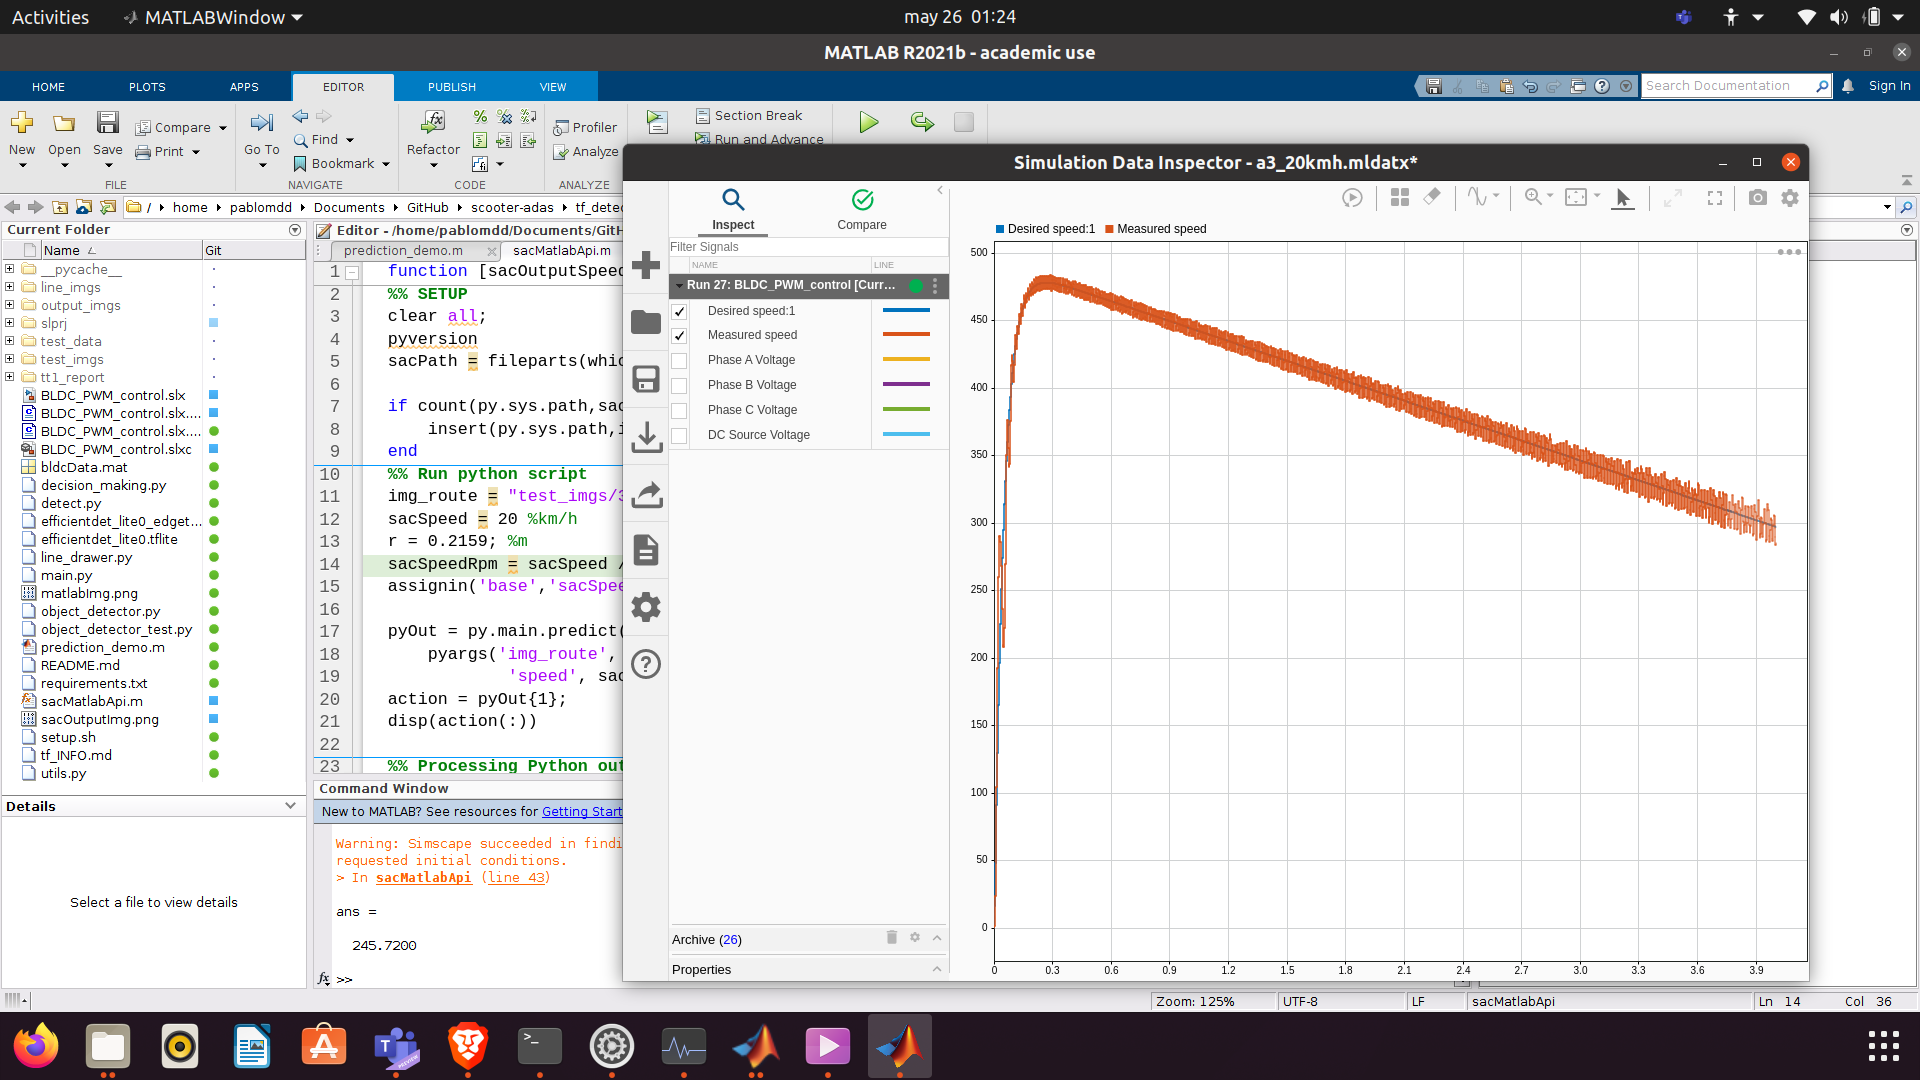 Activities
MATLABWindow
may 26 01:24
MATLAB R2021b - academic use
HOME
PLOTS
APPS
EDITOR
PUBLISH
VIEW
Search Documentation
Sign In
New
Open
Save
Compare
Print
Go To
Find
Bookmark
Refactor
Profiler
Analyze
Section Break
Run and Advance
FILE
NAVIGATE
CODE
ANALYZE
/ home pablomdd Documents GitHub scooter-adas
Current Folder
Name
Git
__pycache__
line_imgs
output_imgs
slprj
test_data
test_imgs
tt1_report
BLDC_PWM_control.slx
BLDC_PWM_control.slx....
BLDC_PWM_control.slx....
BLDC_PWM_control.slxc
bldcData.mat
decision_making.py
detect.py
efficientdet_lite0_edget...
efficientdet_lite0.tflite
line_drawer.py
main.py
matlabImg.png
object_detector.py
object_detector_test.py
prediction_demo.m
README.md
requirements.txt
sacMatlabApi.m
sacOutputImg.png
setup.sh
tf_INFO.md
utils.py
Details
Select a file to view details
Editor - /home/pablomdd/Documents/GitH
prediction_demo.m
sacMatlabApi.m
1 function [sacOutputSpeed
2 %% SETUP
3 clear all;
4 pyversion
5 sacPath = fileparts(whic
6
7 if count(py.sys.path,sac
8 insert(py.sys.path,i
9 end
10 %% Run python script
11 img_route = "test_imgs/3
12 sacSpeed = 20 %km/h
13 r = 0.2159; %m
14 sacSpeedRpm = sacSpeed /
15 assignin('base','sacSpee
16
17 pyOut = py.main.predict(
18 pyargs('img_route',
19 'speed', sac
20 action = pyOut{1};
21 disp(action(:))
22
23 %% Processing Python out
Command Window
New to MATLAB? See resources for Getting Start
Warning: Simscape succeeded in findi
requested initial conditions.
> In sacMatlabApi (line 43)
ans =
245.7200
fx >>
Simulation Data Inspector - a3_20kmh.mldatx*
Inspect
Compare
Filter Signals
NAME
LINE
Run 27: BLDC_PWM_control [Curr...
Desired speed:1
Measured speed
Phase A Voltage
Phase B Voltage
Phase C Voltage
DC Source Voltage
Archive (26)
Properties
Desired speed:1 Measured speed
500
450
400
350
300
250
200
150
100
50
0
0 0.3 0.6 0.9 1.2 1.5 1.8 2.1 2.4 2.7 3.0 3.3 3.6 3.9
Zoom: 125%
UTF-8
LF
sacMatlabApi
Ln 14 Col 36
PREVIEW